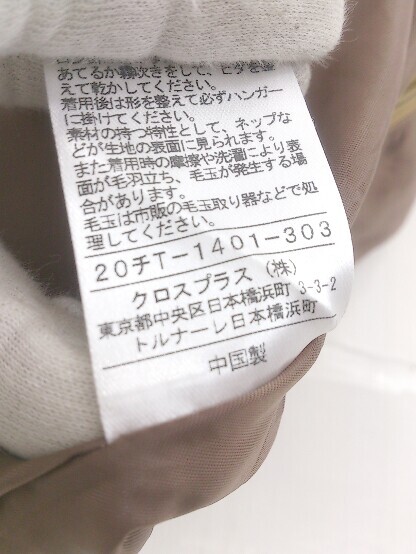 あてるか霧吹きをして、ヒダを整
えて乾かしてください。
着用後は形を整えて必ずハンガー
に掛けてください。
素材の持つ特性として、ネップな
どが生地の表面に見られます。
また着用時の摩擦や洗濯により表
面が毛羽立ち、毛玉が発生する場
合があります。
毛玉は市販の毛玉取り器などで処
理してください。
20チT-1401-303
クロスプラス（株）
東京都中央区日本橋浜町 3-3-2
トルナーレ日本橋浜町
中国製